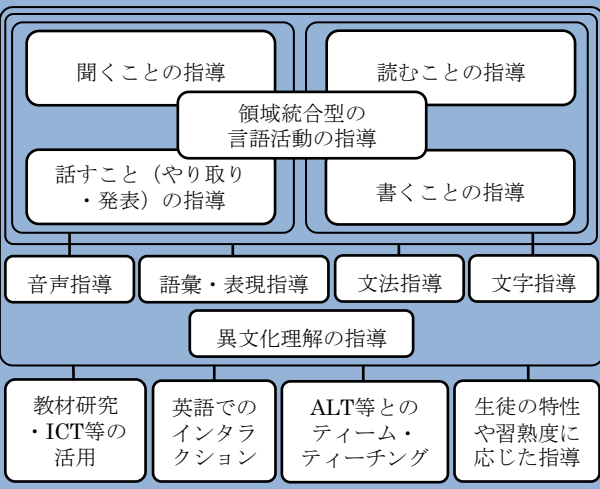 聞くことの指導
読むことの指導
領域統合型の
言語活動の指導
話すこと（やり取り
・発表）の指導
書くことの指導
音声指導
語彙・表現指導
文法指導
文字指導
異文化理解の指導
教材研究
・ICT等の
活用
英語での
インタラ
クション
ALT等との
ティーム・
ティーチング
生徒の特性
や習熟度に
応じた指導